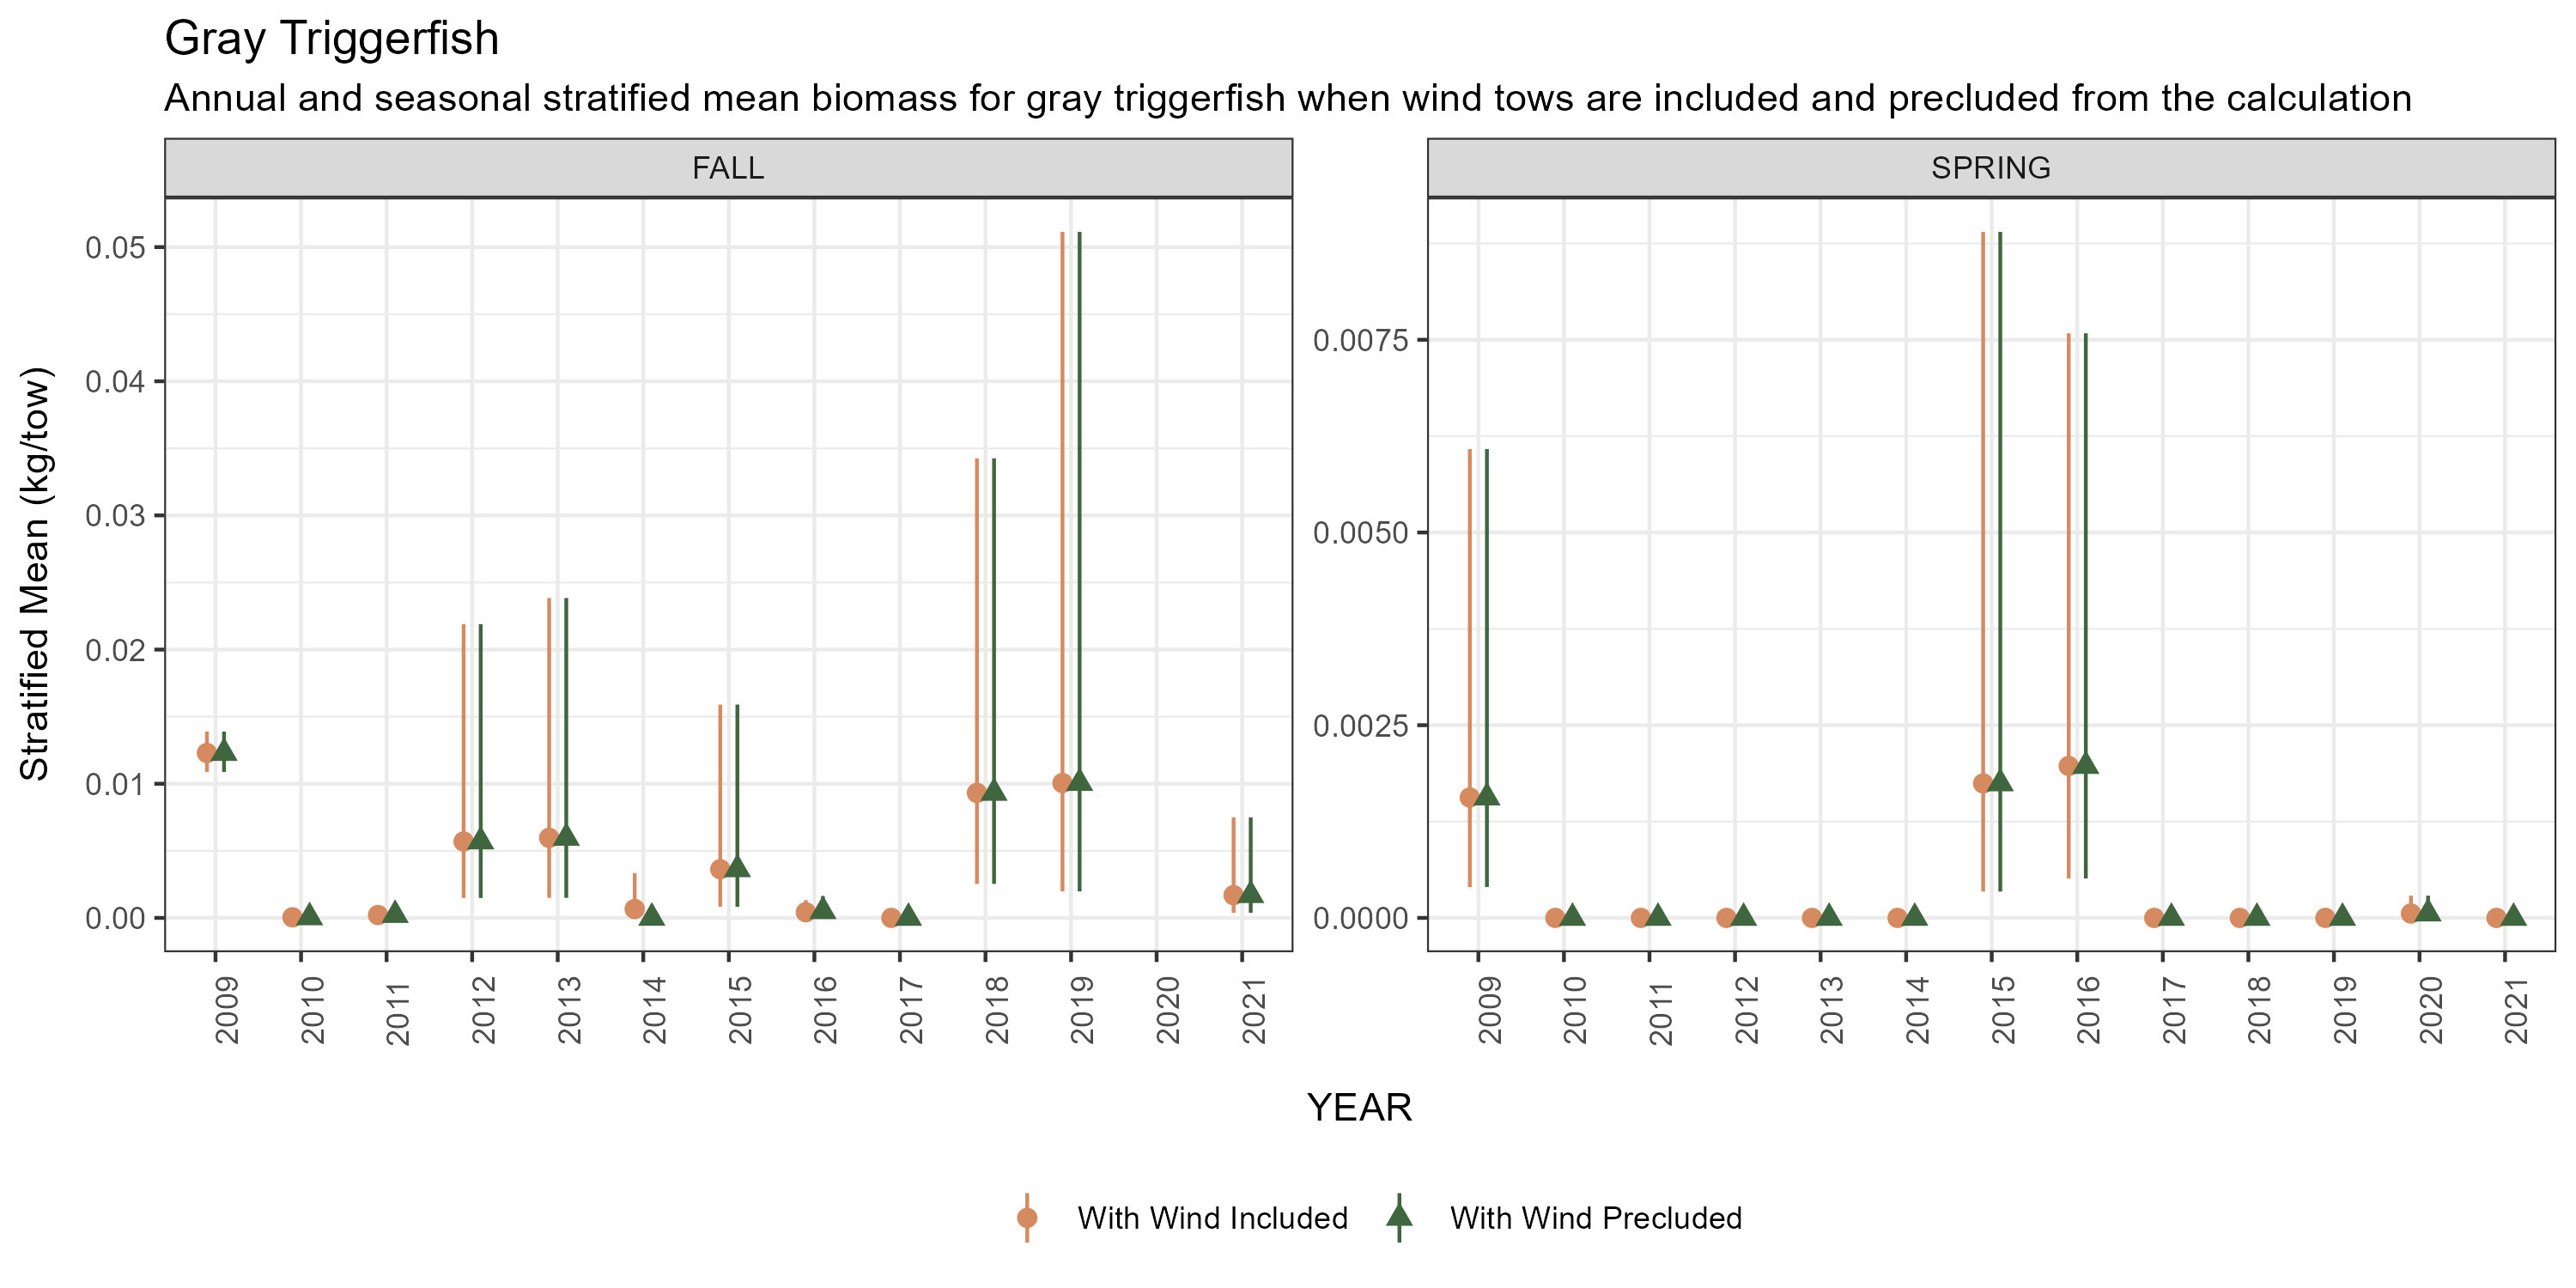 Gray Triggerfish
Annual and seasonal stratified mean biomass for gray triggerfish when wind tows are included and precluded from the calculation
FALL
SPRING
Stratified Mean (kg/tow)
0.05
0.04
0.03
0.02
0.01
0.00
0.0075
0.0050
0.0025
0.0000
2009 2010 2011 2012 2013 2014 2015 2016 2017 2018 2019 2020 2021
2009 2010 2011 2012 2013 2014 2015 2016 2017 2018 2019 2020 2021
YEAR
With Wind Included
With Wind Precluded